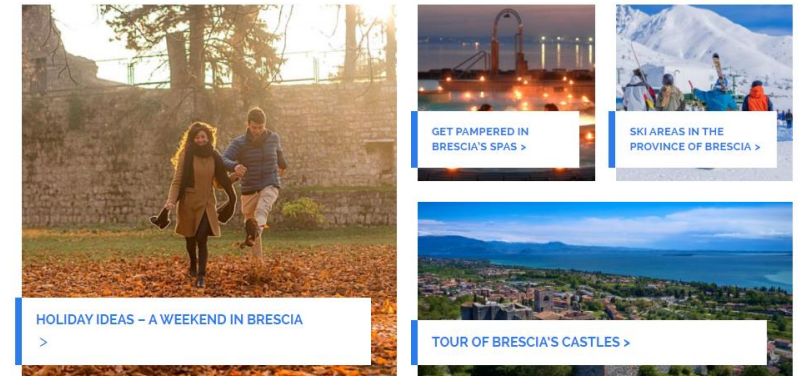 HOLIDAY IDEAS – A WEEKEND IN BRESCIA
>
GET PAMPERED IN
BRESCIA'S SPAS >
SKI AREAS IN THE
PROVINCE OF BRESCIA >
TOUR OF BRESCIA'S CASTLES >